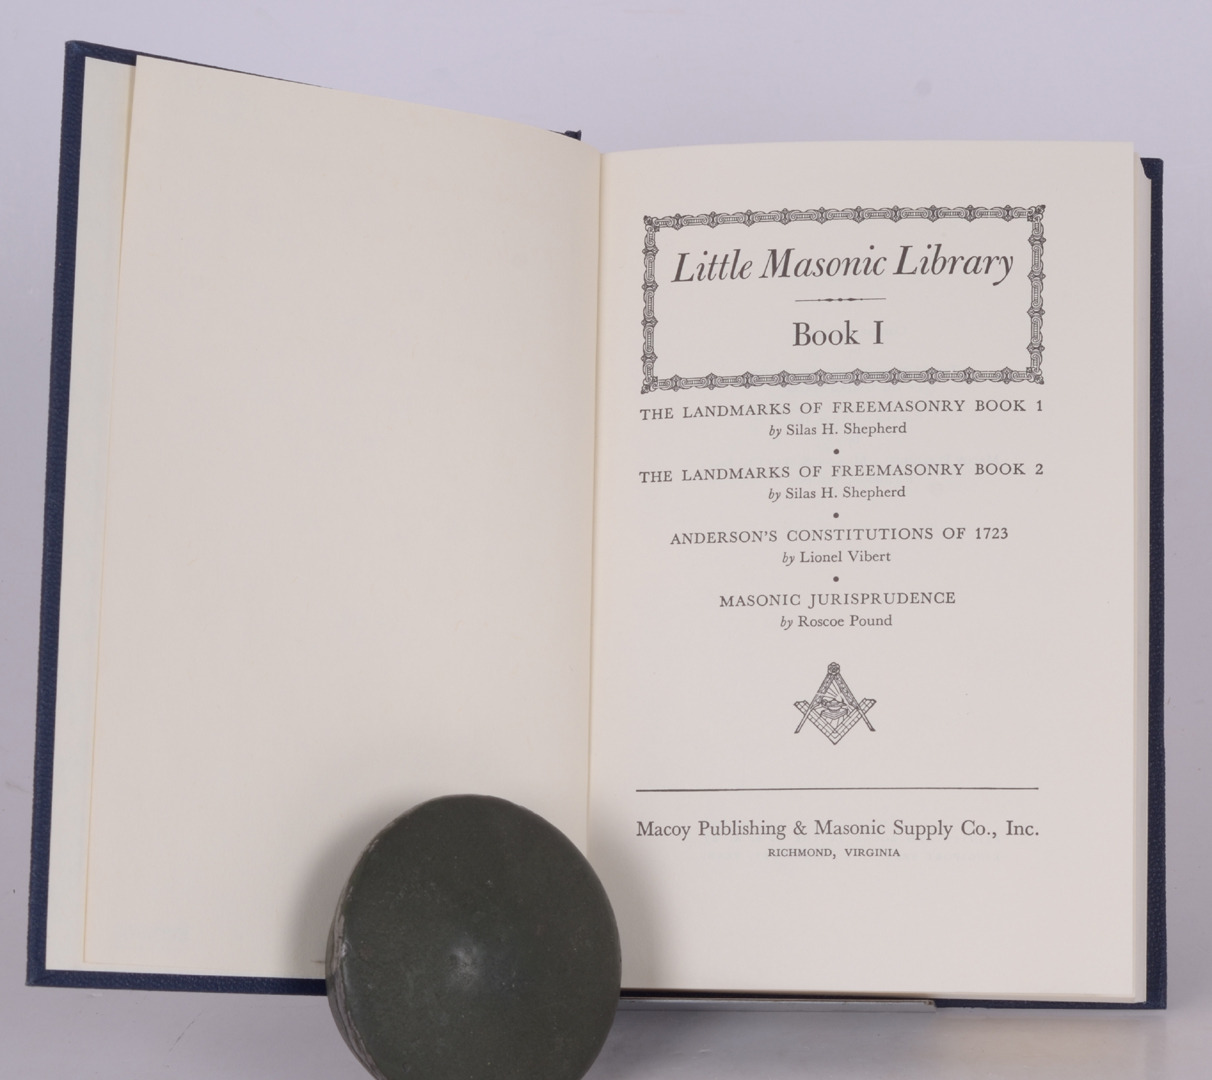 Little Masonic Library
Book I
THE LANDMARKS OF FREEMASONRY BOOK 1
by Silas H. Shepherd
THE LANDMARKS OF FREEMASONRY BOOK 2
by Silas H. Shepherd
ANDERSON'S CONSTITUTIONS OF 1723
by Lionel Vibert
MASONIC JURISPRUDENCE
by Roscoe Pound
Macoy Publishing & Masonic Supply Co., Inc.
RICHMOND, VIRGINIA